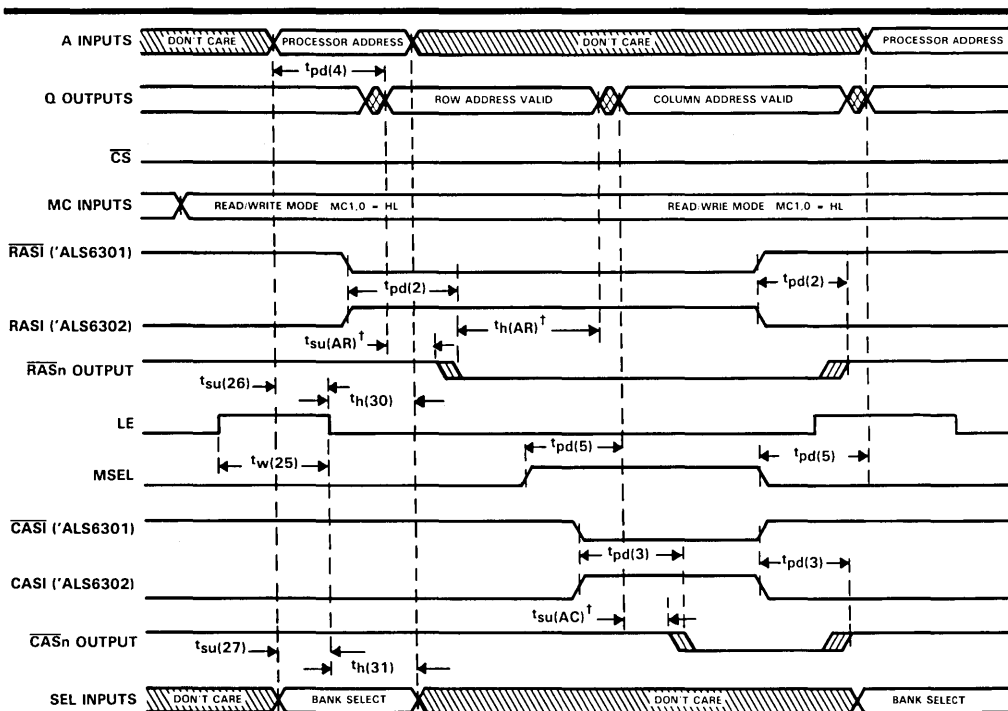 A INPUTS DON'T CARE PROCESSOR ADDRESS DON'T CARE PROCESSOR ADDRESS
tpd(4)
Q OUTPUTS ROW ADDRESS VALID COLUMN ADDRESS VALID
CS
MC INPUTS READ/WRITE MODE MC1,0 = HL READ/WRIE MODE MC1,0 = HL
RASI ('ALS6301)
tpd(2) tpd(2)
RASI ('ALS6302)
tsu(AR)† th(AR)†
RASn OUTPUT
tsu(26)
th(30)
LE
tw(25) tpd(5) tpd(5)
MSEL
CASI ('ALS6301)
tpd(3) tpd(3)
CASI ('ALS6302)
tsu(AC)†
CASn OUTPUT
tsu(27)
th(31)
SEL INPUTS DON'T CARE BANK SELECT DON'T CARE BANK SELECT